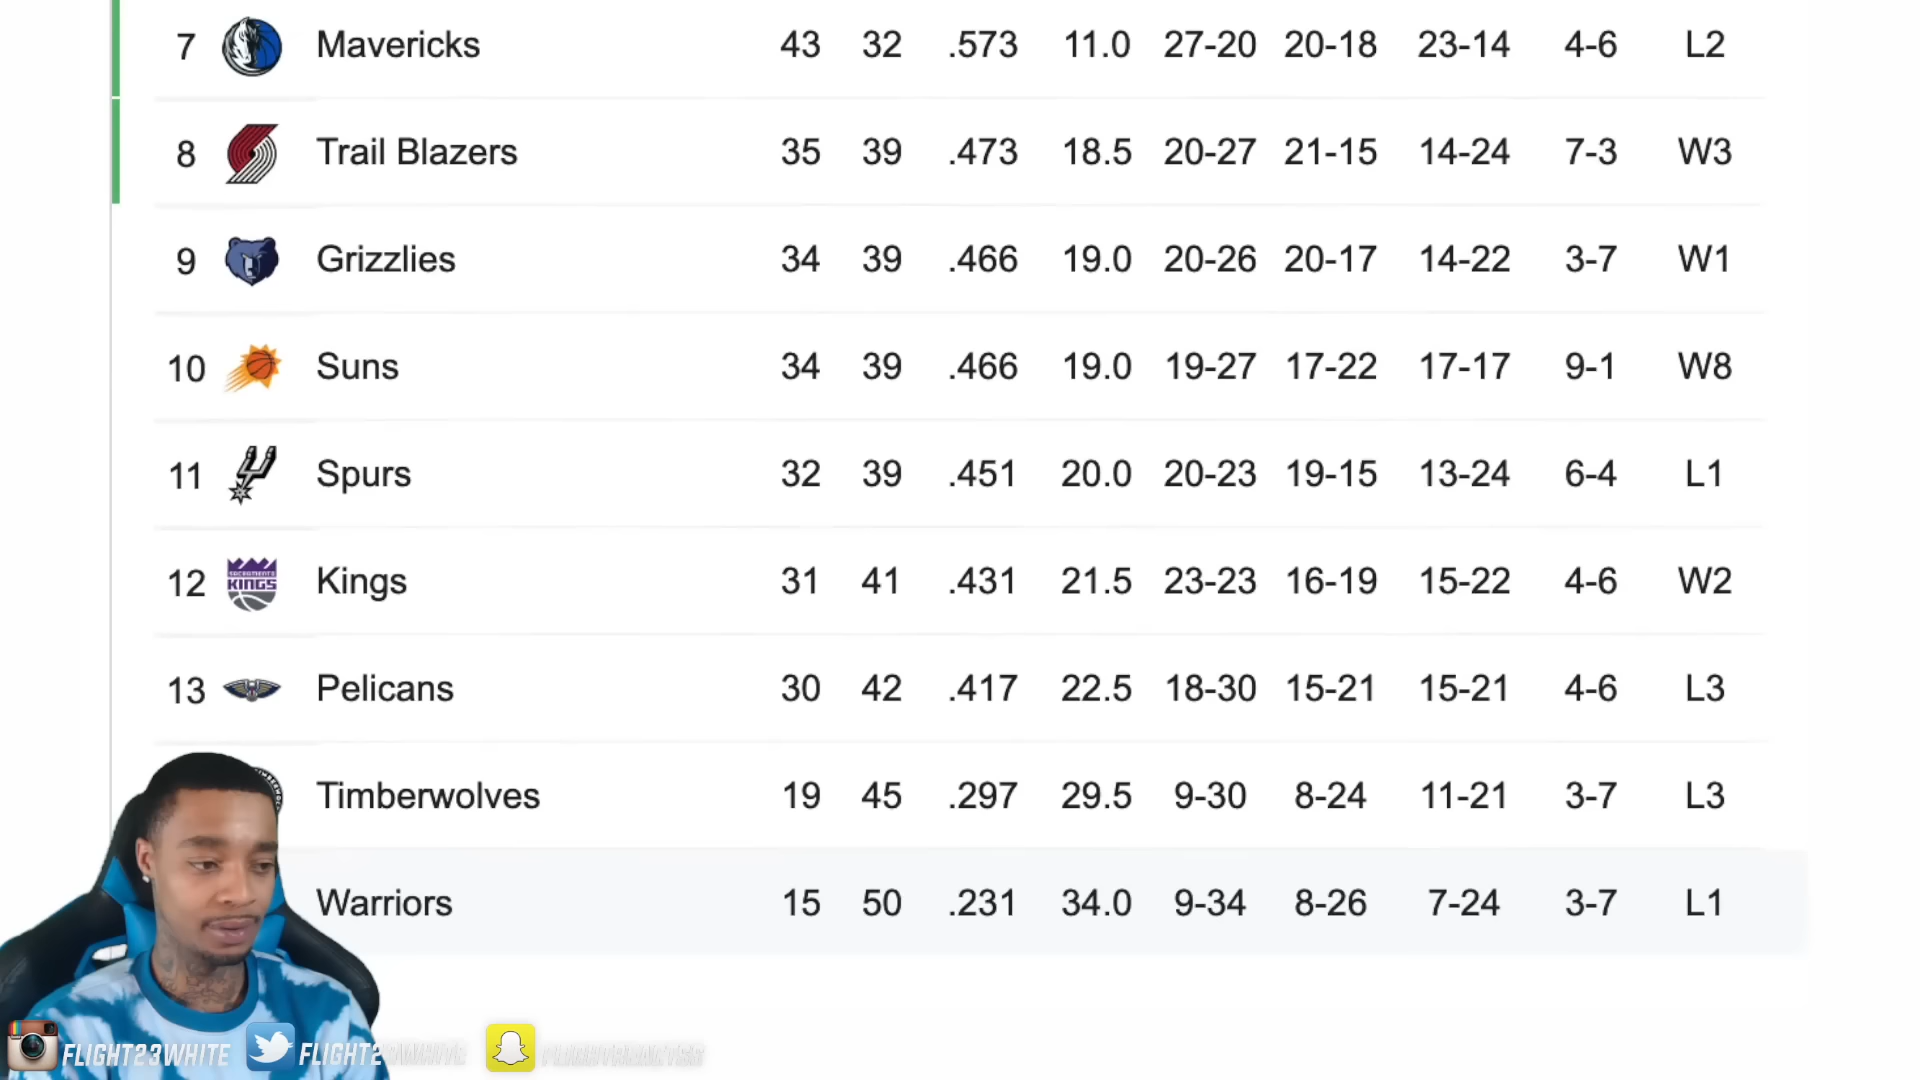 7 Mavericks 43 32 .573 11.0 27-20 20-18 23-14 4-6 L2
8 Trail Blazers 35 39 .473 18.5 20-27 21-15 14-24 7-3 W3
9 Grizzlies 34 39 .466 19.0 20-26 20-17 14-22 3-7 W1
10 Suns 34 39 .466 19.0 19-27 17-22 17-17 9-1 W8
11 Spurs 32 39 .451 20.0 20-23 19-15 13-24 6-4 L1
12 SACRAMENTO KINGS Kings 31 41 .431 21.5 23-23 16-19 15-22 4-6 W2
13 Pelicans 30 42 .417 22.5 18-30 15-21 15-21 4-6 L3
Timberwolves 19 45 .297 29.5 9-30 8-24 11-21 3-7 L3
Warriors 15 50 .231 34.0 9-34 8-26 7-24 3-7 L1
FLIGHT23WHITE FLIGHT23WHITE